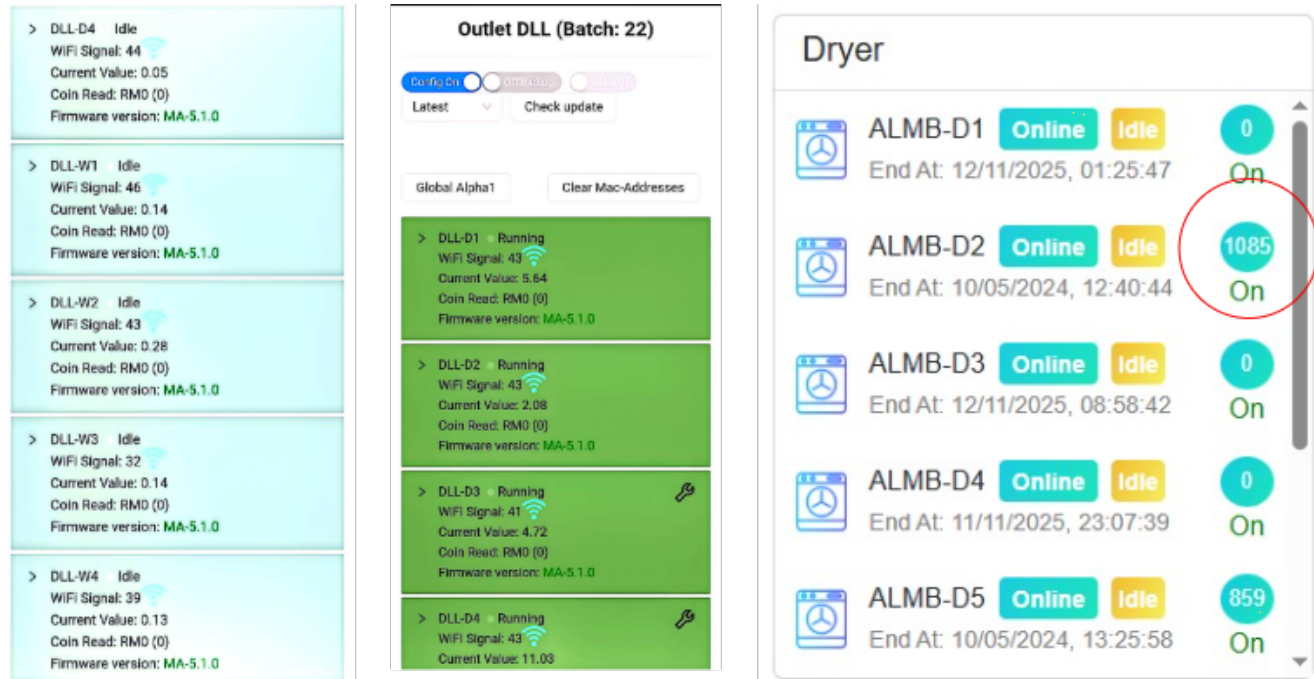 > DLL-D4 Idle
WiFi Signal: 44
Current Value: 0.05
Coin Read: RM0 (0)
Firmware version: MA-5.1.0
> DLL-W1 Idle
WiFi Signal: 46
Current Value: 0.14
Coin Read: RM0 (0)
Firmware version: MA-5.1.0
> DLL-W2 Idle
WiFi Signal: 43
Current Value: 0.28
Coin Read: RM0 (0)
Firmware version: MA-5.1.0
> DLL-W3 Idle
WiFi Signal: 32
Current Value: 0.14
Coin Read: RM0 (0)
Firmware version: MA-5.1.0
> DLL-W4 Idle
WiFi Signal: 39
Current Value: 0.13
Coin Read: RM0 (0)
Firmware version: MA-5.1.0
Outlet DLL (Batch: 22)
Config On
Latest Check update
Global Alpha1 Clear Mac-Addresses
> DLL-D1 Running
WiFi Signal: 43
Current Value: 5.64
Coin Read: RM0 (0)
Firmware version: MA-5.1.0
> DLL-D2 Running
WiFi Signal: 43
Current Value: 2.08
Coin Read: RM0 (0)
Firmware version: MA-5.1.0
> DLL-D3 Running
WiFi Signal: 41
Current Value: 4.72
Coin Read: RM0 (0)
Firmware version: MA-5.1.0
> DLL-D4 Running
WiFi Signal: 43
Current Value: 11.03
Dryer
ALMB-D1 Online Idle 0
End At: 12/11/2025, 01:25:47 On
ALMB-D2 Online Idle 1085
End At: 10/05/2024, 12:40:44 On
ALMB-D3 Online Idle 0
End At: 12/11/2025, 08:58:42 On
ALMB-D4 Online Idle 0
End At: 11/11/2025, 23:07:39 On
ALMB-D5 Online Idle 859
End At: 10/05/2024, 13:25:58 On